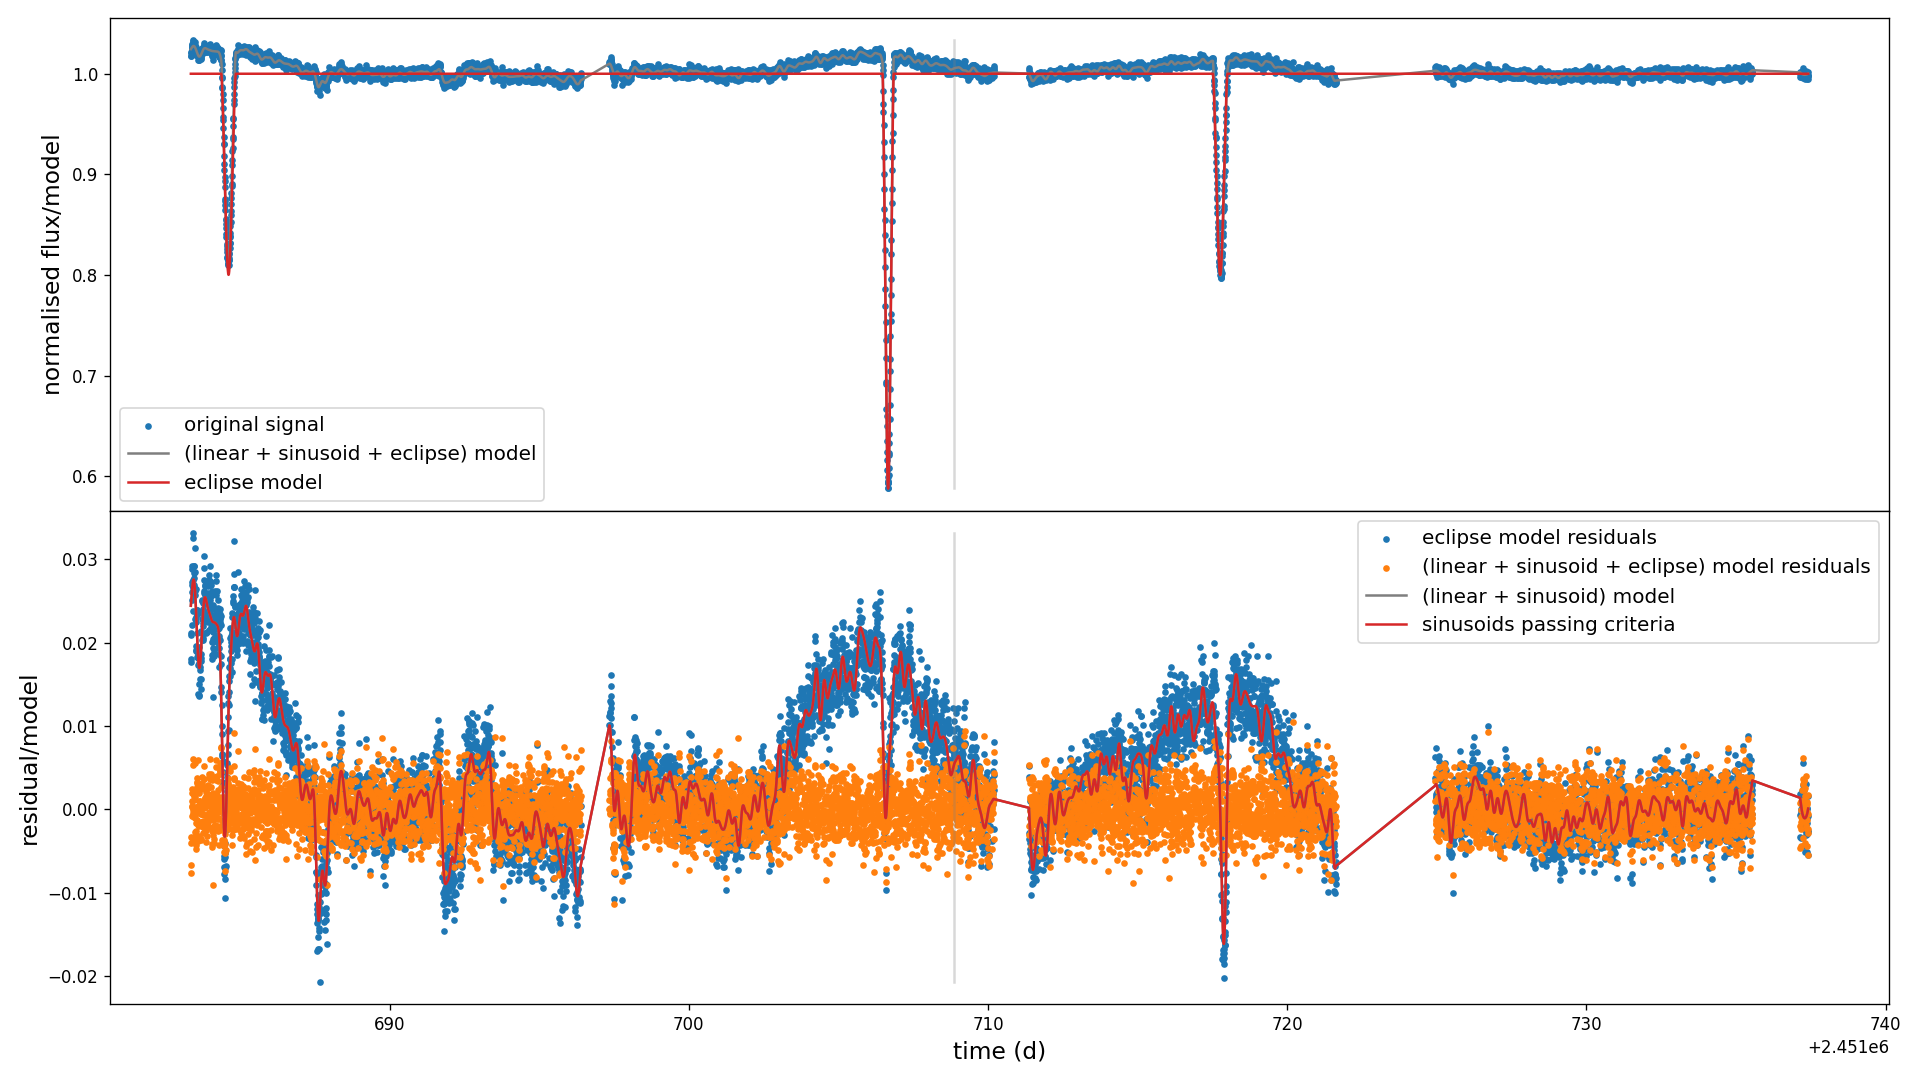 normalised flux/model
1.0
0.9
0.8
0.7
0.6
original signal
(linear + sinusoid + eclipse) model
eclipse model
residual/model
0.03
0.02
0.01
0.00
−0.01
−0.02
eclipse model residuals
(linear + sinusoid + eclipse) model residuals
(linear + sinusoid) model
sinusoids passing criteria
690 700 710 720 730 740
time (d)
+2.451e6